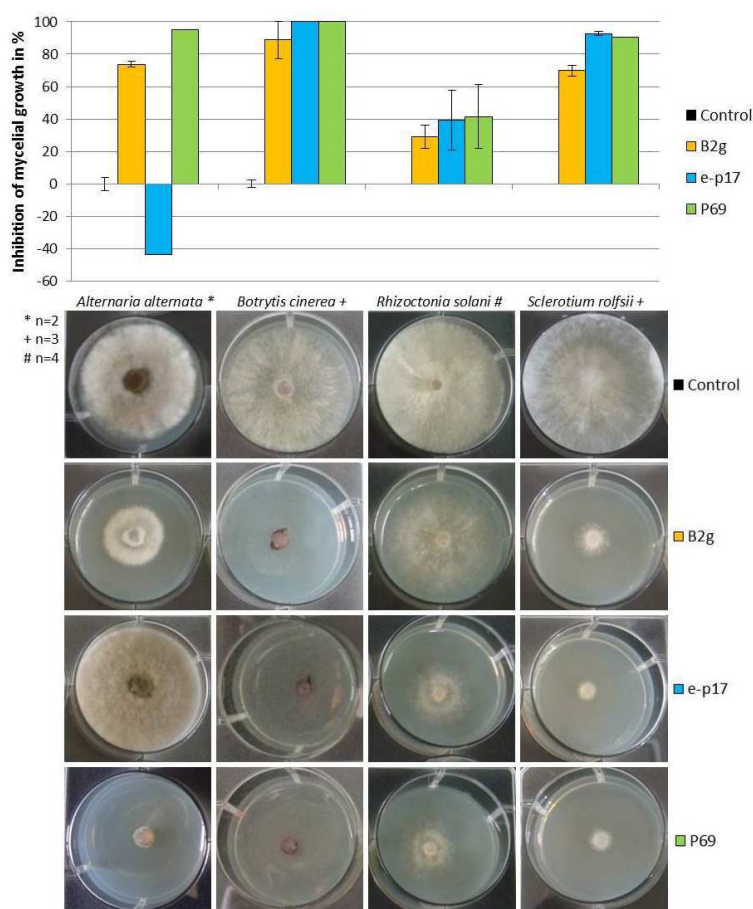 Inhibition of mycelial growth in %
100
80
60
40
20
0
-20
-40
-60
Control
B2g
e-p17
P69
Alternaria alternata *
Botrytis cinerea +
Rhizoctonia solani #
Sclerotium rolfsii +
* n=2
+ n=3
# n=4
Control
B2g
e-p17
P69